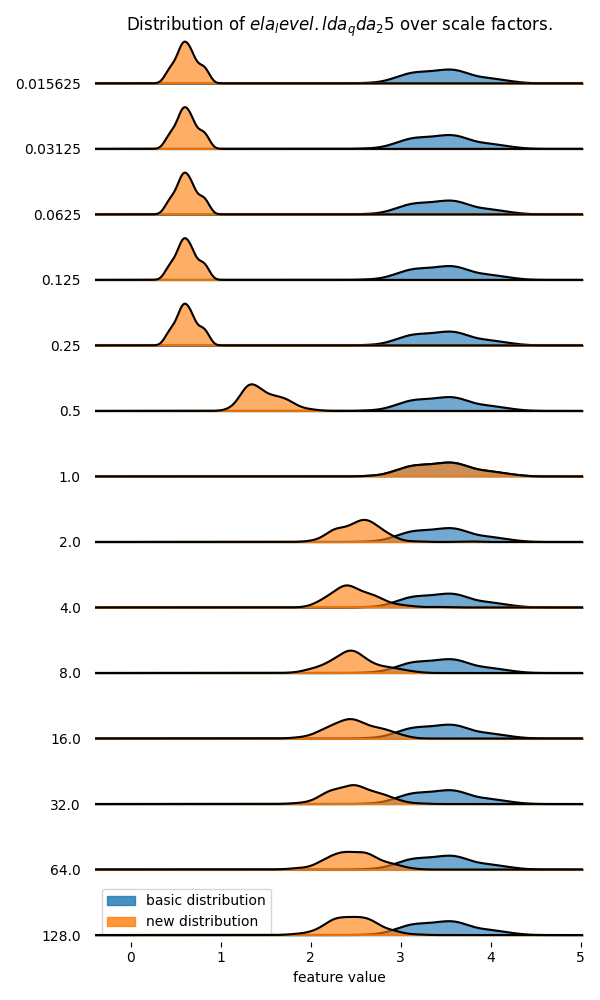 Distribution of ela_level.lda_qda_25 over scale factors.
0.015625
0.03125
0.0625
0.125
0.25
0.5
1.0
2.0
4.0
8.0
16.0
32.0
64.0
128.0
basic distribution
new distribution
0 1 2 3 4 5
feature value